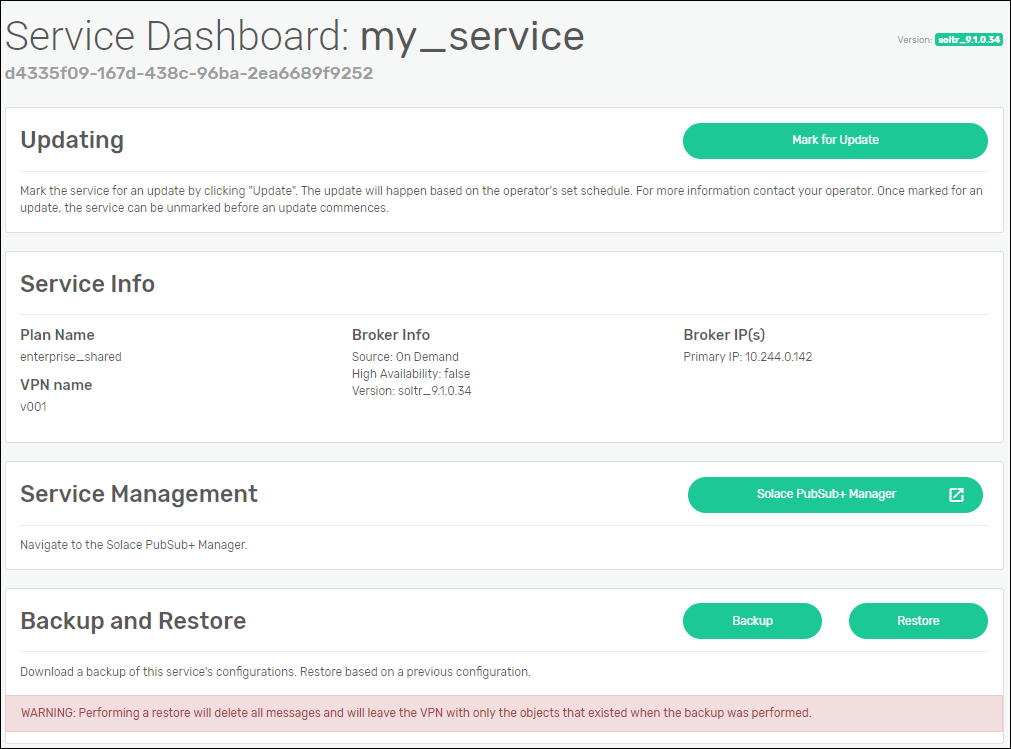 Service Dashboard: my_service
Version: soltr_9.1.0.34
d4335f09-167d-438c-96ba-2ea6689f9252
Updating
Mark for Update
Mark the service for an update by clicking "Update". The update will happen based on the operator's set schedule. For more information contact your operator. Once marked for an
update, the service can be unmarked before an update commences.
Service Info
Plan Name
enterprise_shared
VPN name
v001
Broker Info
Source: On Demand
High Availability: false
Version: soltr_9.1.0.34
Broker IP(s)
Primary IP: 10.244.0.142
Service Management
Solace PubSub+ Manager
Navigate to the Solace PubSub+ Manager.
Backup and Restore
Backup
Restore
Download a backup of this service's configurations. Restore based on a previous configuration.
WARNING: Performing a restore will delete all messages and will leave the VPN with only the objects that existed when the backup was performed.